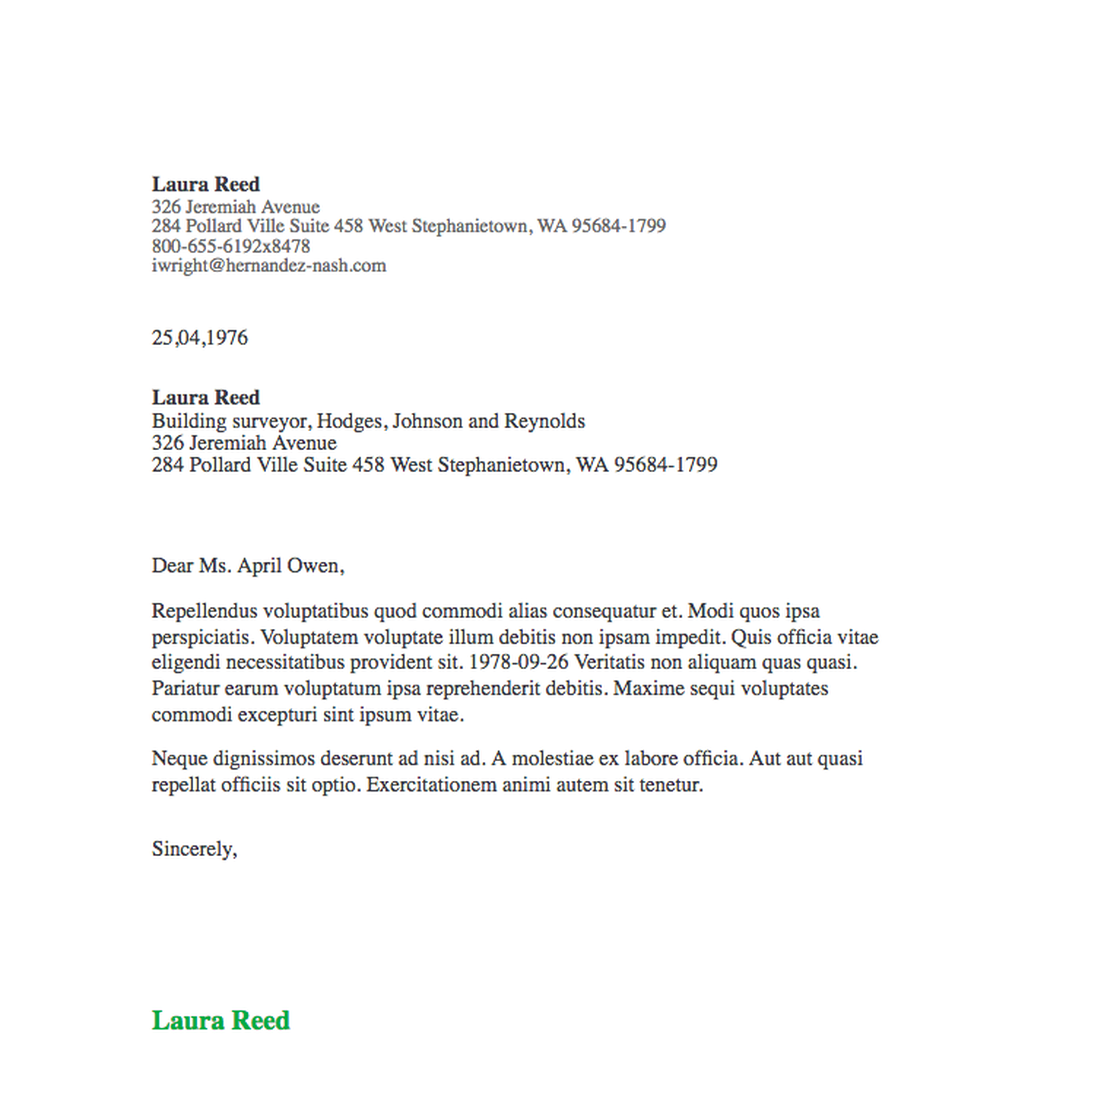 Laura Reed
326 Jeremiah Avenue
284 Pollard Ville Suite 458 West Stephanietown, WA 95684-1799
800-655-6192x8478
iwright@hernandez-nash.com
25,04,1976
Laura Reed
Building surveyor, Hodges, Johnson and Reynolds
326 Jeremiah Avenue
284 Pollard Ville Suite 458 West Stephanietown, WA 95684-1799
Dear Ms. April Owen,
Repellendus voluptatibus quod commodi alias consequatur et. Modi quos ipsa
perspiciatis. Voluptatem voluptate illum debitis non ipsam impedit. Quis officia vitae
eligendi necessitatibus provident sit. 1978-09-26 Veritatis non aliquam quas quasi.
Pariatur earum voluptatum ipsa reprehenderit debitis. Maxime sequi voluptates
commodi excepturi sint ipsum vitae.
Neque dignissimos deserunt ad nisi ad. A molestiae ex labore officia. Aut aut quasi
repellat officiis sit optio. Exercitationem animi autem sit tenetur.
Sincerely,
Laura Reed